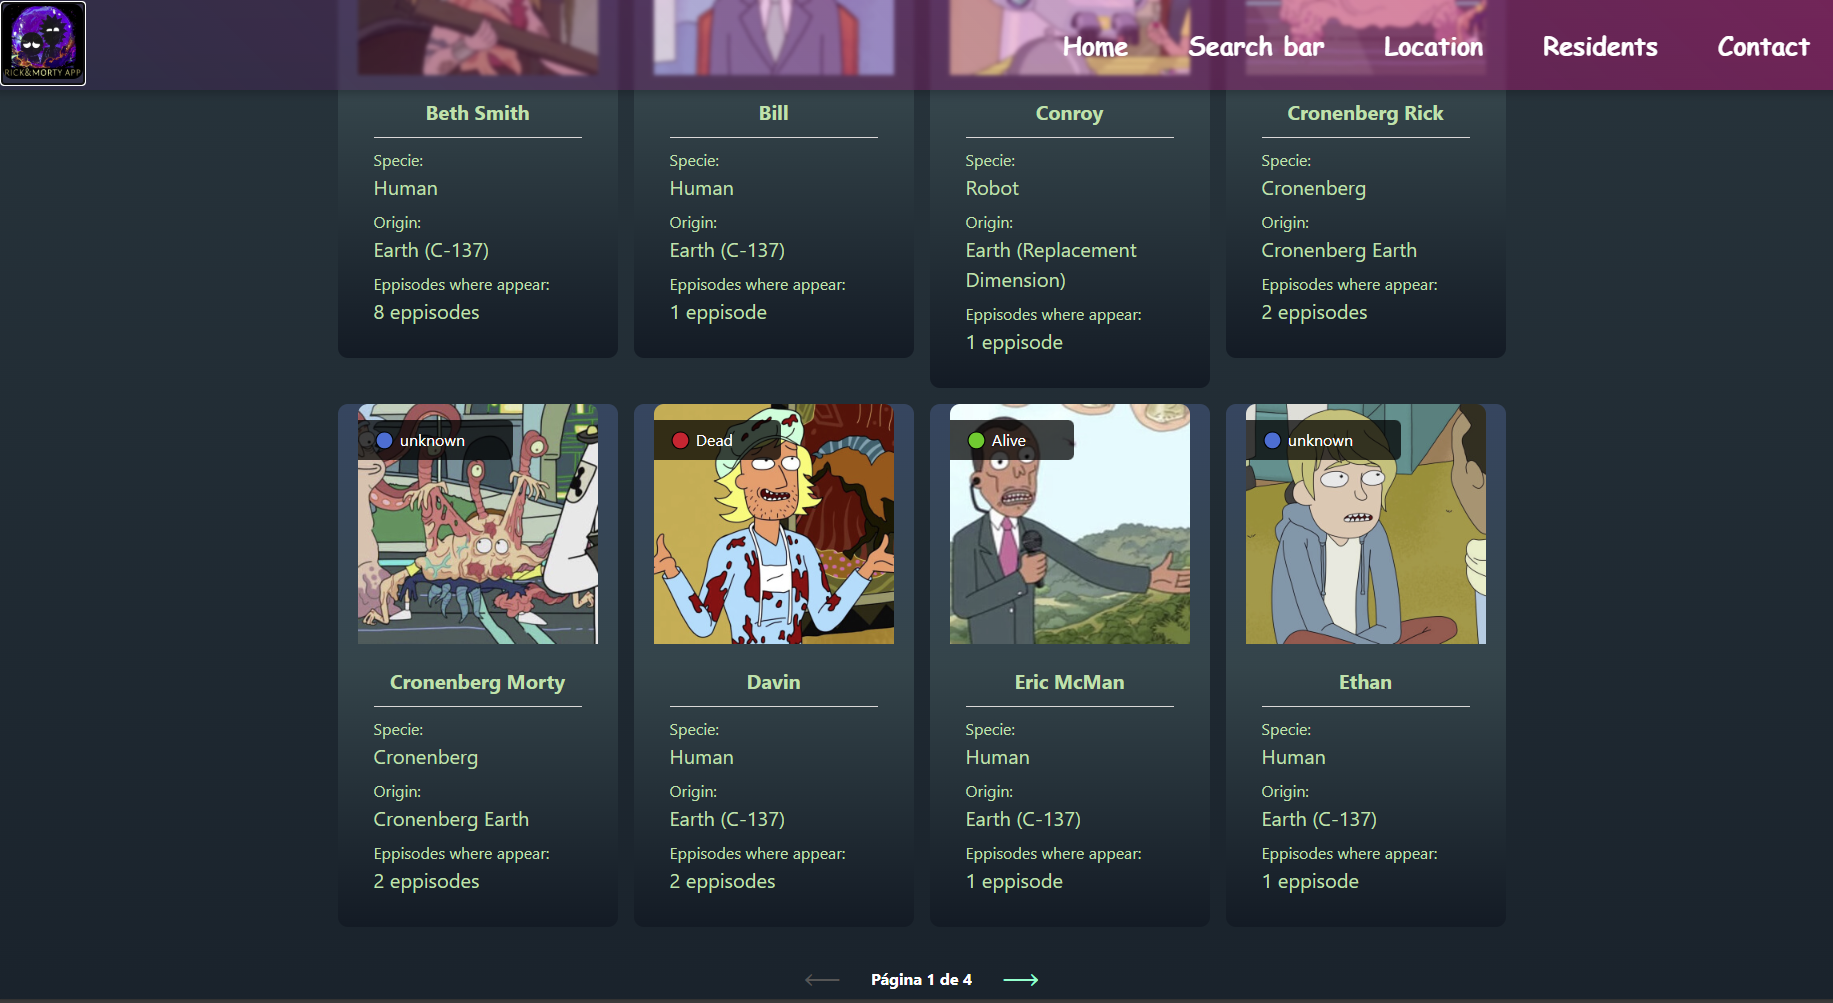 RICK&MORTY APP
Home Search bar Location Residents Contact
Beth Smith
Specie:
Human
Origin:
Earth (C-137)
Eppisodes where appear:
8 eppisodes
Bill
Specie:
Human
Origin:
Earth (C-137)
Eppisodes where appear:
1 eppisode
Conroy
Specie:
Robot
Origin:
Earth (Replacement
Dimension)
Eppisodes where appear:
1 eppisode
Cronenberg Rick
Specie:
Cronenberg
Origin:
Cronenberg Earth
Eppisodes where appear:
2 eppisodes
unknown
Cronenberg Morty
Specie:
Cronenberg
Origin:
Cronenberg Earth
Eppisodes where appear:
2 eppisodes
Dead
Davin
Specie:
Human
Origin:
Earth (C-137)
Eppisodes where appear:
2 eppisodes
Alive
Eric McMan
Specie:
Human
Origin:
Earth (C-137)
Eppisodes where appear:
1 eppisode
unknown
Ethan
Specie:
Human
Origin:
Earth (C-137)
Eppisodes where appear:
1 eppisode
Página 1 de 4